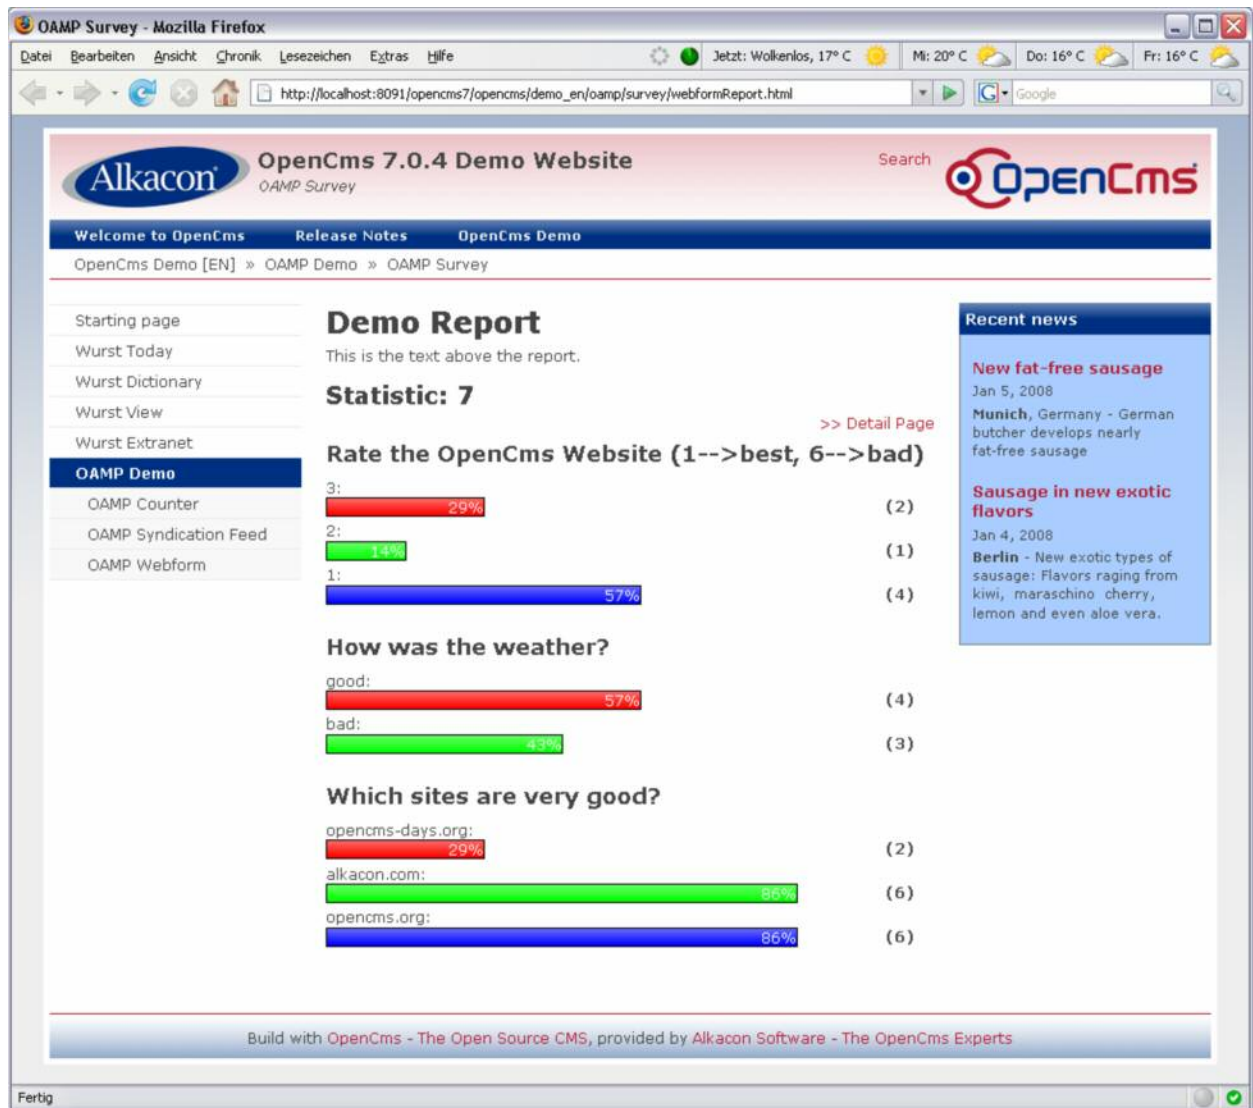 OAMP Survey - Mozilla Firefox
Datei Bearbeiten Ansicht Chronik Lesezeichen Extras Hilfe Jetzt: Wolkenlos, 17° C Mi: 20° C Do: 16° C Fr: 16° C
http://localhost:8091/opencms7/opencms/demo_en/oamp/survey/webformReport.html G Google
Alkacon
OpenCms 7.0.4 Demo Website
OAMP Survey
Search
OpenCms
Welcome to OpenCms Release Notes OpenCms Demo
OpenCms Demo [EN] » OAMP Demo » OAMP Survey
Starting page
Wurst Today
Wurst Dictionary
Wurst View
Wurst Extranet
OAMP Demo
OAMP Counter
OAMP Syndication Feed
OAMP Webform
Demo Report
This is the text above the report.
Statistic: 7
>> Detail Page
Rate the OpenCms Website (1-->best, 6-->bad)
3:
29% (2)
2:
14% (1)
1:
57% (4)
How was the weather?
good:
57% (4)
bad:
43% (3)
Which sites are very good?
opencms-days.org:
29% (2)
alkacon.com:
86% (6)
opencms.org:
86% (6)
Recent news
New fat-free sausage
Jan 5, 2008
Munich, Germany - German
butcher develops nearly
fat-free sausage
Sausage in new exotic
flavors
Jan 4, 2008
Berlin - New exotic types of
sausage: Flavors raging from
kiwi, maraschino cherry,
lemon and even aloe vera.
Build with OpenCms - The Open Source CMS, provided by Alkacon Software - The OpenCms Experts
Fertig